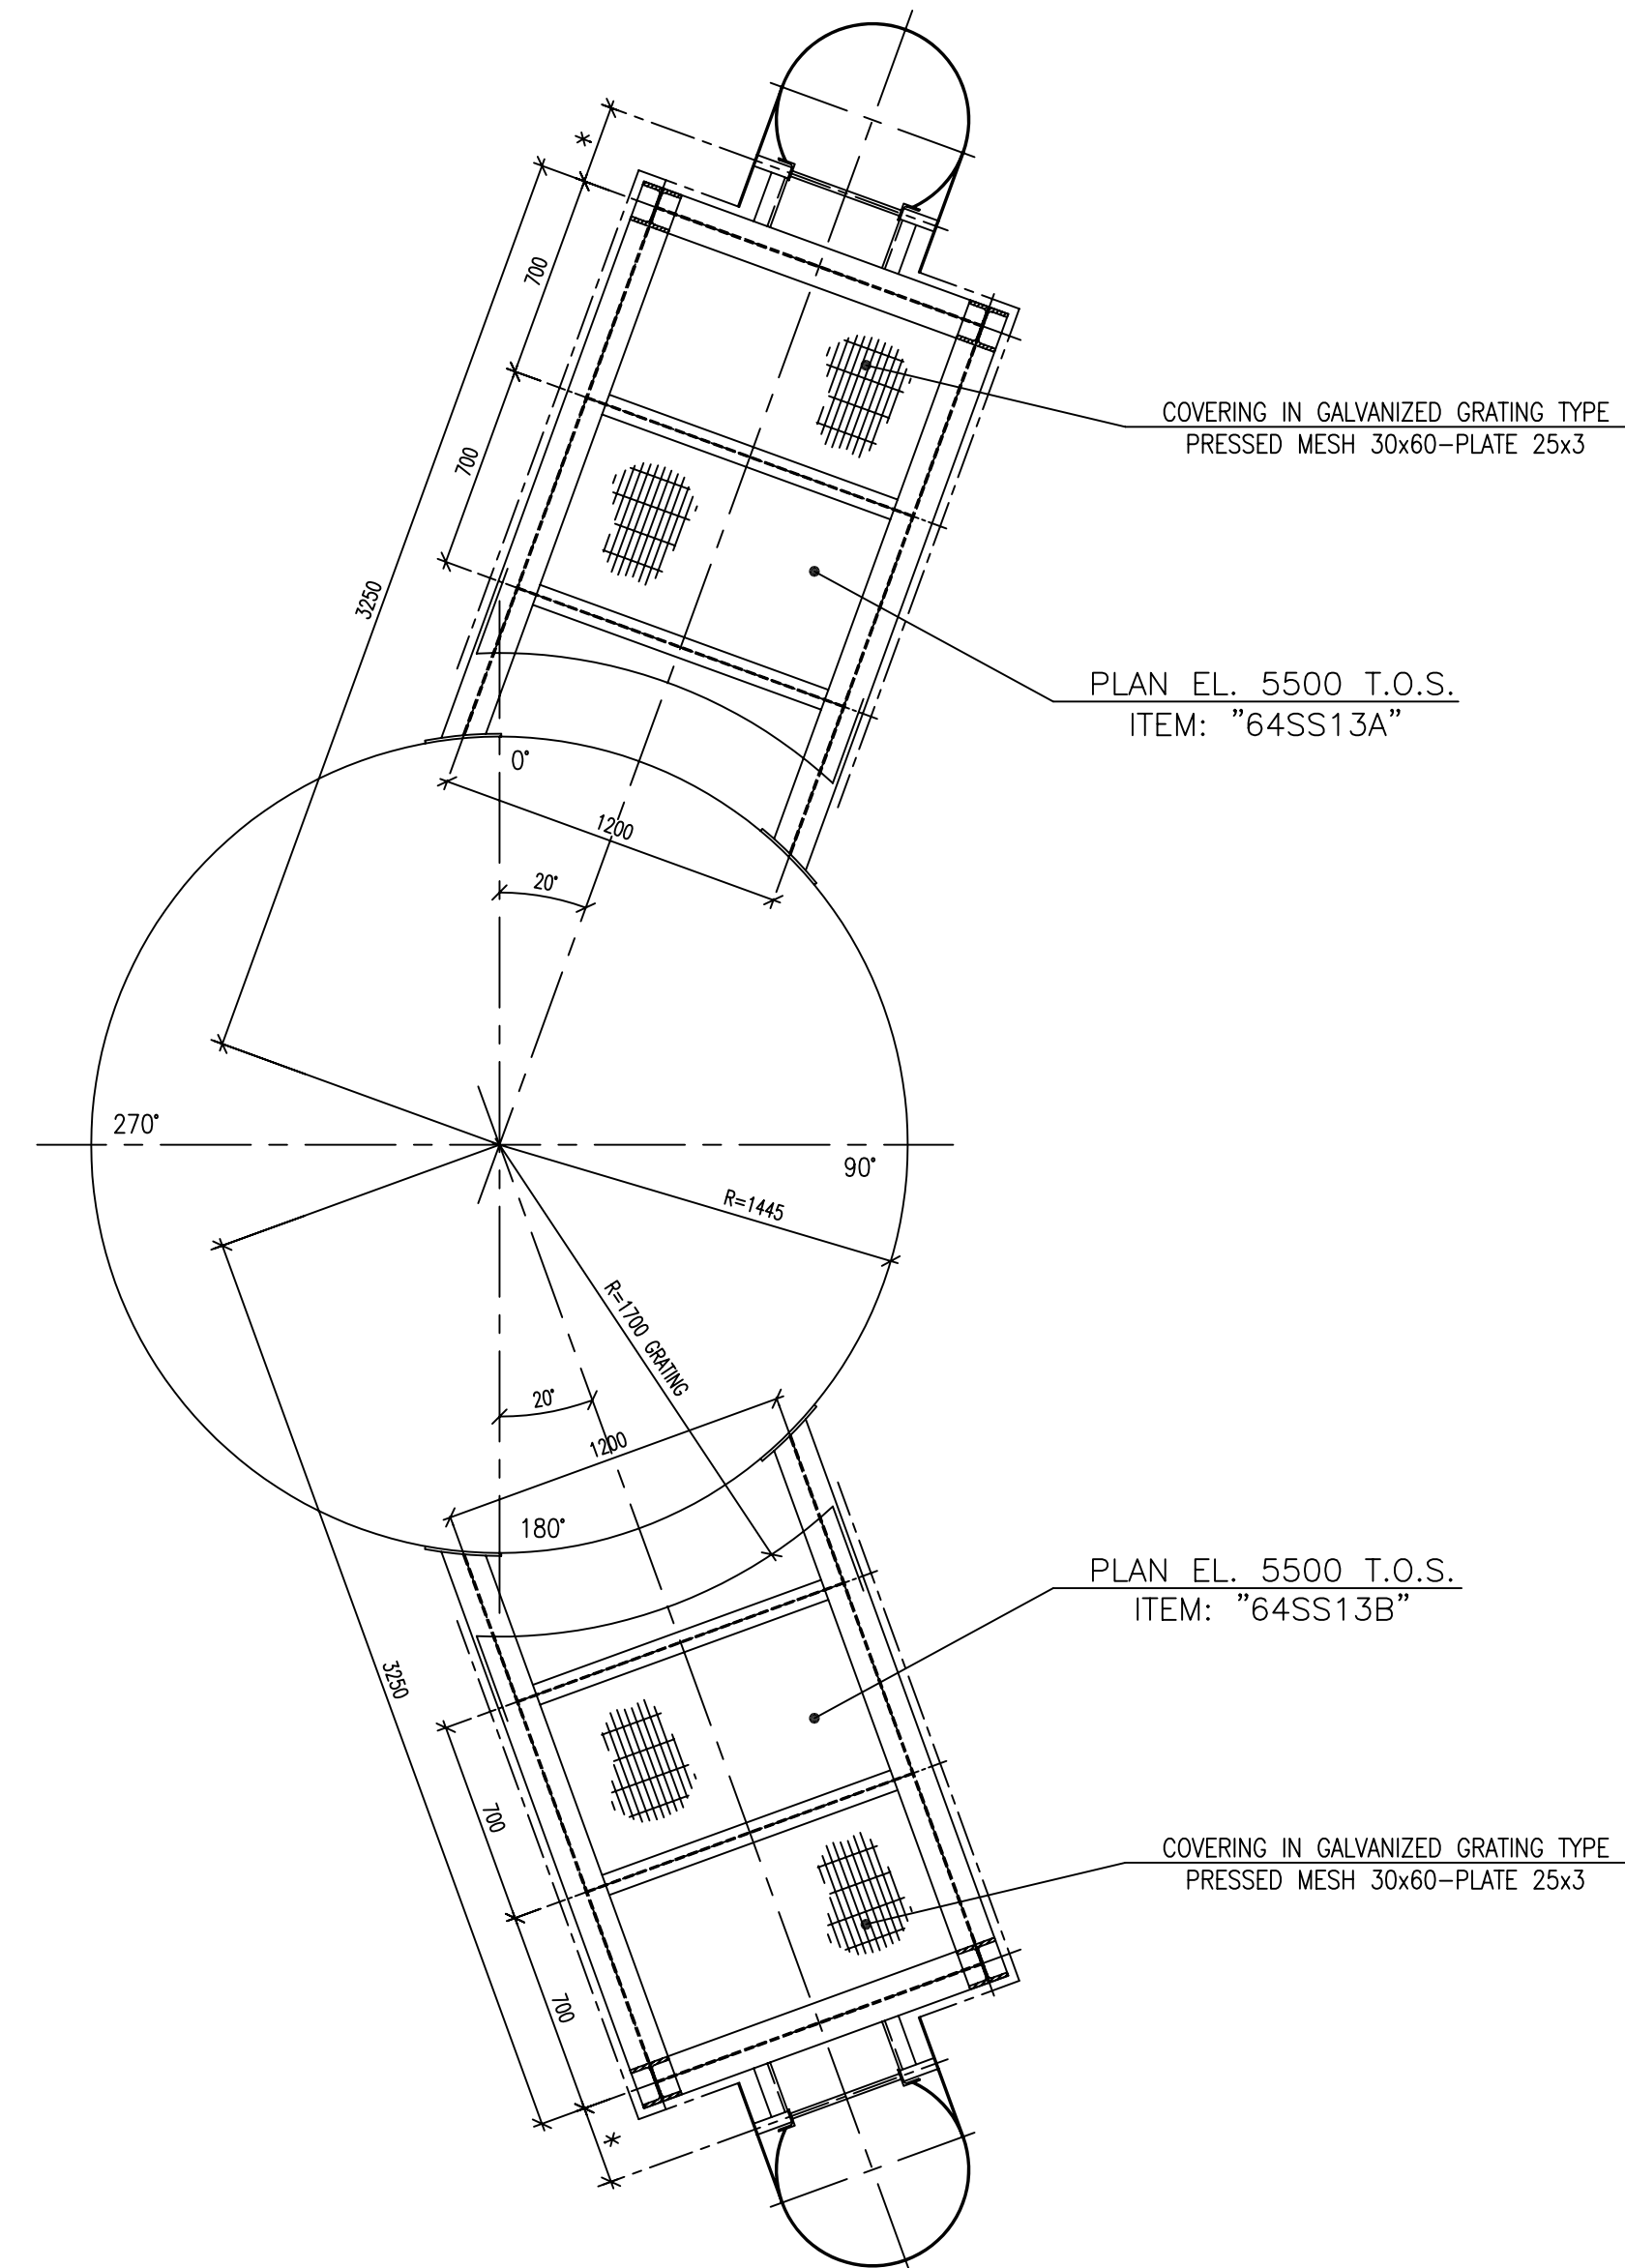 *
700
COVERING IN GALVANIZED GRATING TYPE
PRESSED MESH 30x60-PLATE 25x3
700
3250
PLAN EL. 5500 T.O.S.
ITEM: "64SS13A"
0°
1200
20°
270°
90°
R=1445
R=1700 GRATING
20°
1200
180°
PLAN EL. 5500 T.O.S.
ITEM: "64SS13B"
3250
700
COVERING IN GALVANIZED GRATING TYPE
PRESSED MESH 30x60-PLATE 25x3
700
*